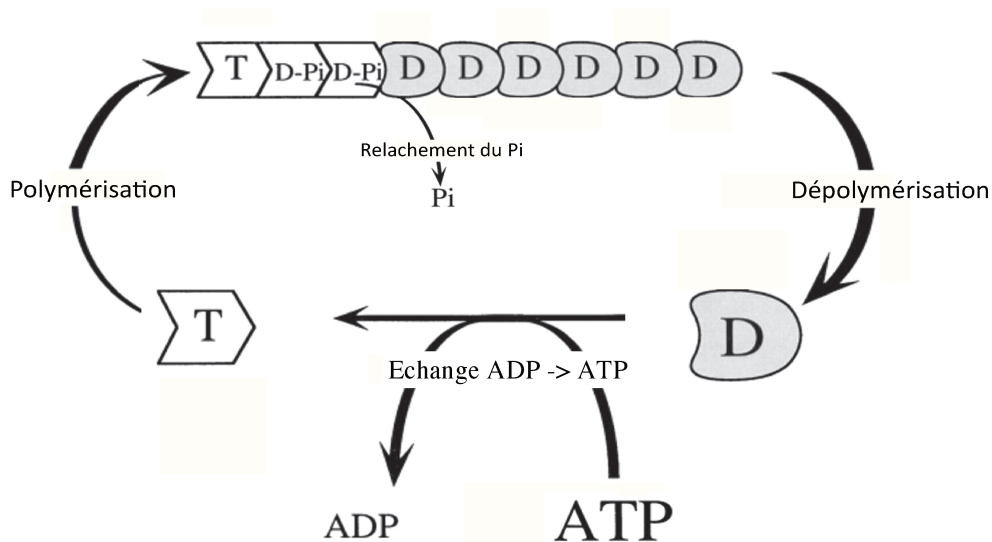 T D-Pi D-Pi D D D D D D
Relachement du Pi
Pi
Polymérisation
Dépolymérisation
T
D
Echange ADP -> ATP
ADP
ATP